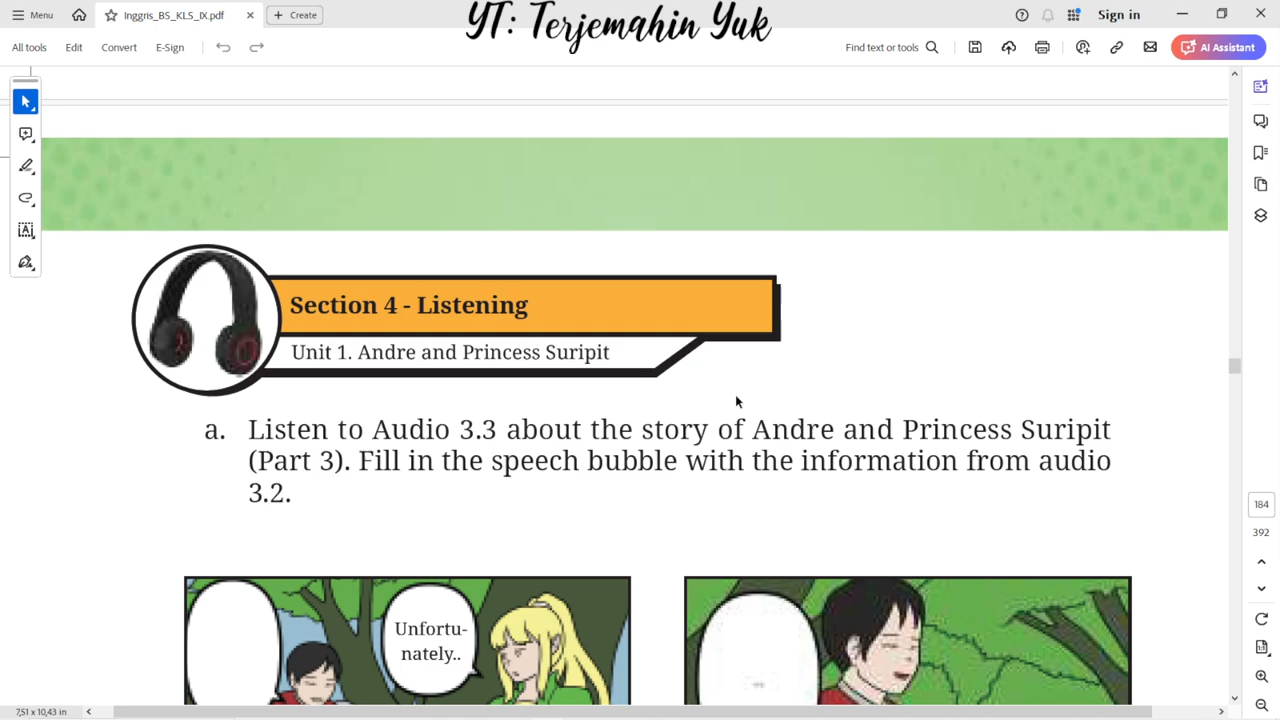 Menu
Inggris_BS_KLS_IX.pdf
Create
YT: Terjemahin Yuk
Sign in
All tools
Edit
Convert
E-Sign
Find text or tools
AI Assistant
Section 4 - Listening
Unit 1. Andre and Princess Suripit
a. Listen to Audio 3.3 about the story of Andre and Princess Suripit
(Part 3). Fill in the speech bubble with the information from audio
3.2.
Unfortu-
nately..
184
392
7,51 x 10,43 in